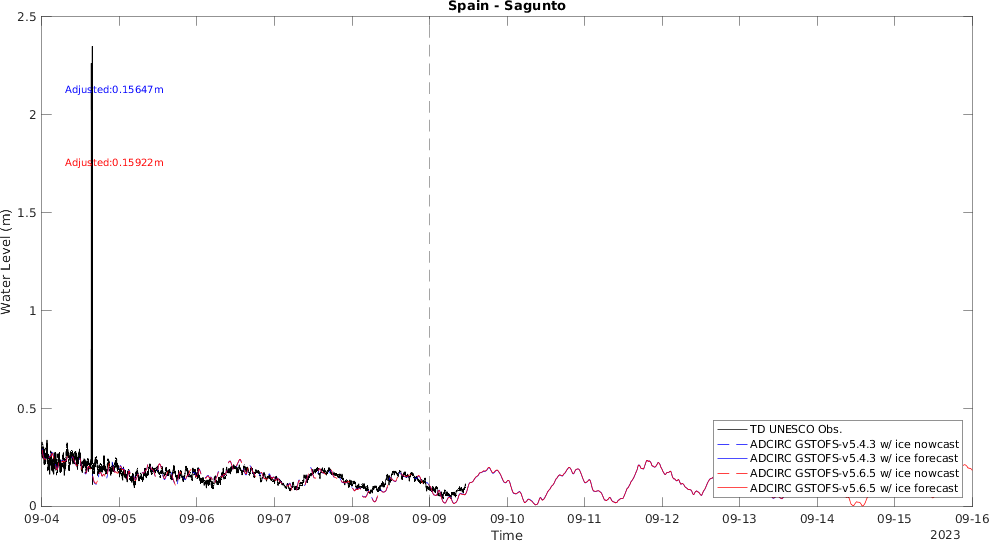 Spain - Sagunto
2.5
2
1.5
1
0.5
0
Water Level (m)
Adjusted:0.15647m
Adjusted:0.15922m
TD UNESCO Obs.
ADCIRC GSTOFS-v5.4.3 w/ ice nowcast
ADCIRC GSTOFS-v5.4.3 w/ ice forecast
ADCIRC GSTOFS-v5.6.5 w/ ice nowcast
ADCIRC GSTOFS-v5.6.5 w/ ice forecast
09-04 09-05 09-06 09-07 09-08 09-09 09-10 09-11 09-12 09-13 09-14 09-15 09-16
Time
2023